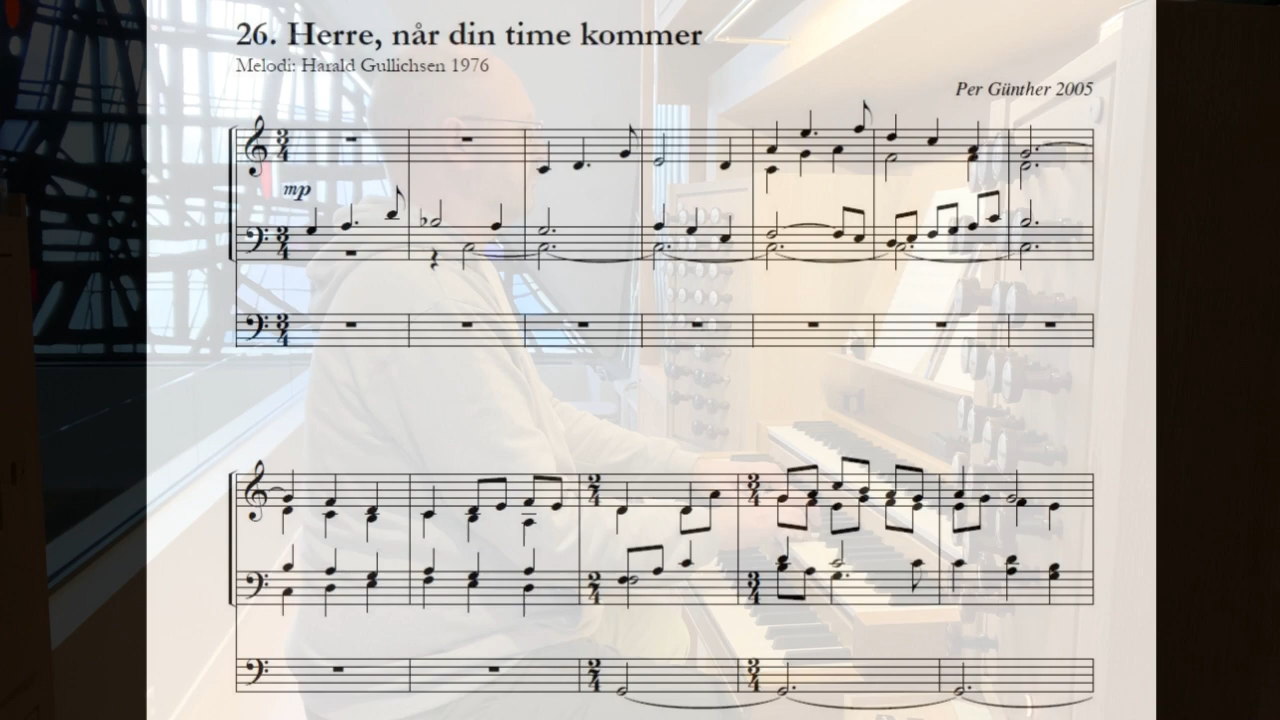 26. Herre, når din time kommer
Melodi: Harald Gullichsen 1976
Per Günther 2005
mp